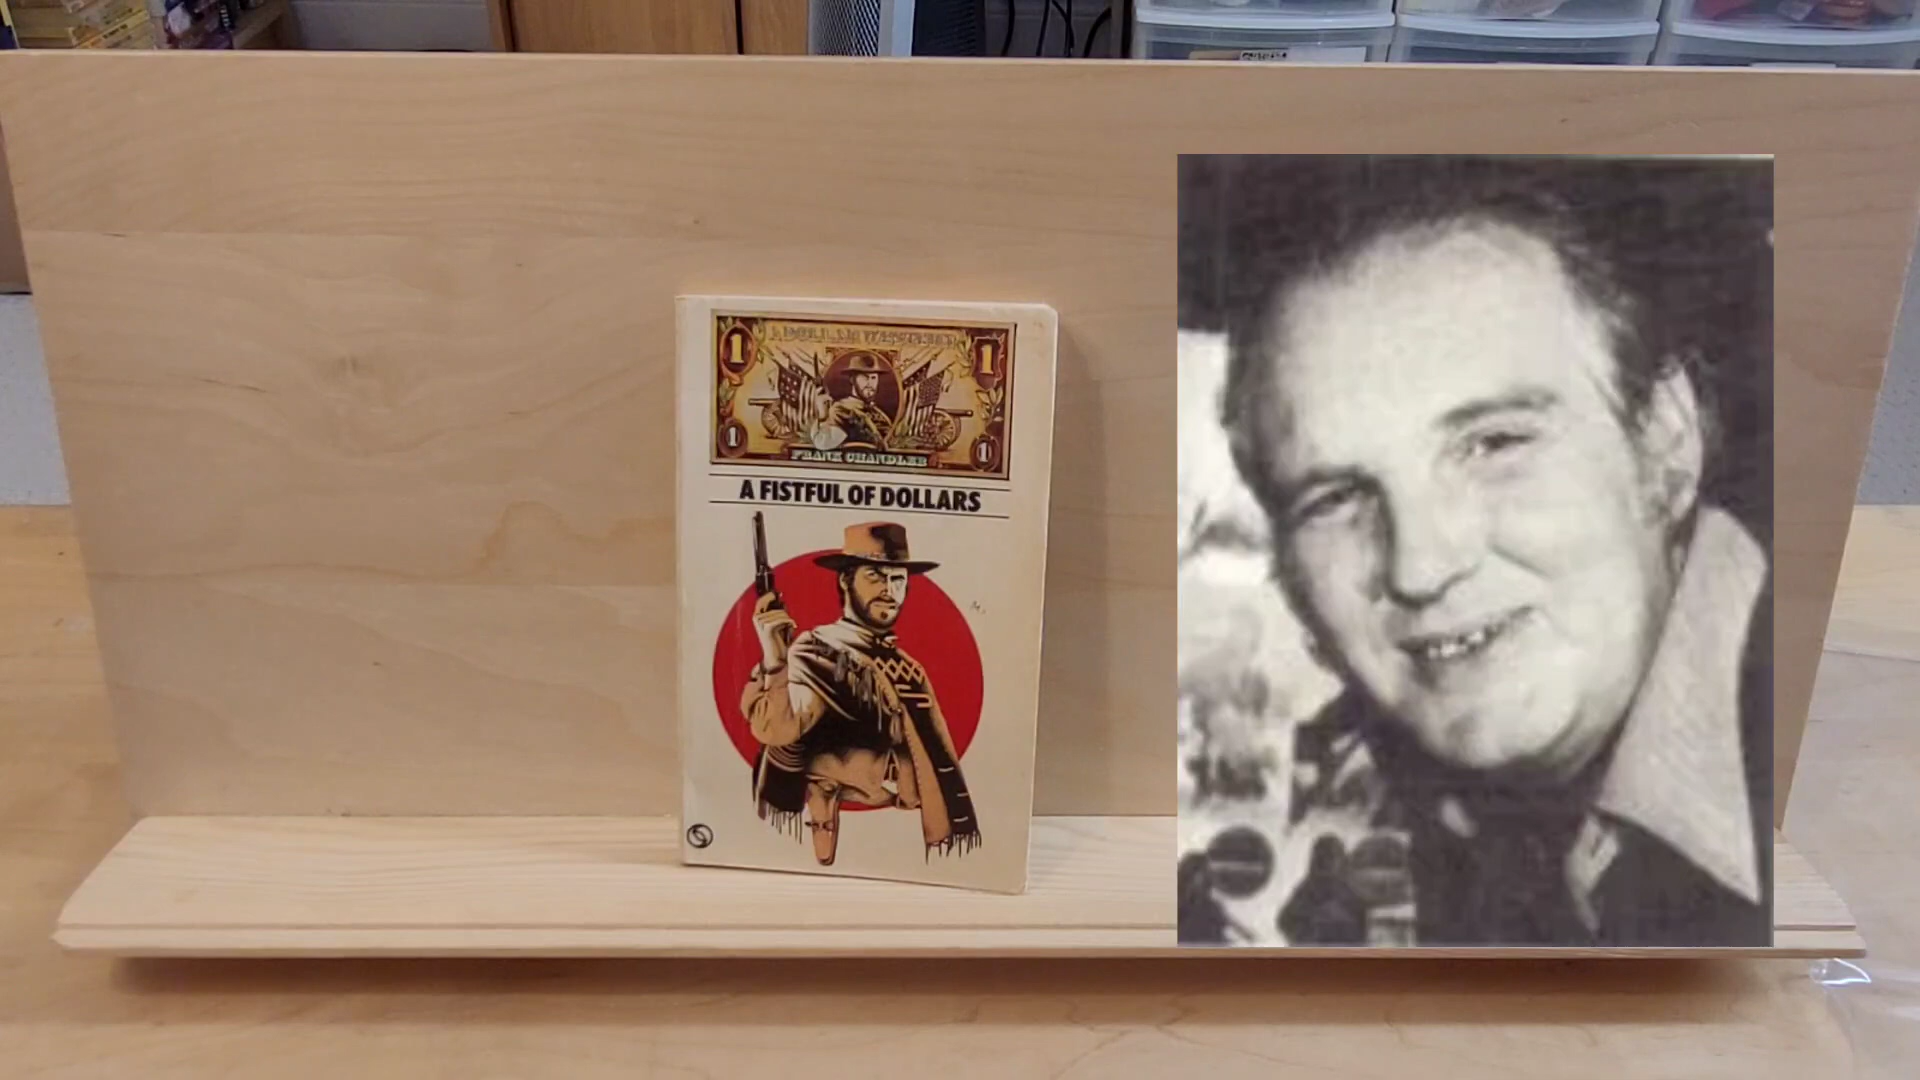 1 A DOLLAR WESTERN 1
1 FRANK CHANDLER 1
A FISTFUL OF DOLLARS